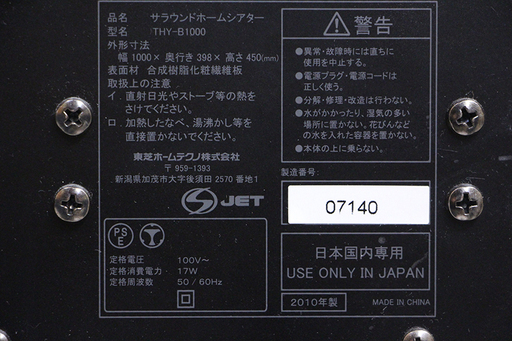 品名 サラウンドホームシアター
型名 THY-B1000
外形寸法
幅 1000× 奥行き 398× 高さ 450(mm)
表面材 合成樹脂化粧繊維板
取扱上の注意
イ. 直射日光やストーブ等の熱を
さけてください。
ロ. 加熱したなべ、湯沸かし等を
直接置かないでください。
東芝ホームテクノ株式会社
〒959-1393
新潟県加茂市大字後須田 2570 番地1
S JET
PS
E
定格電圧 100V~
定格消費電力 17W
定格周波数 50/60Hz
警告
●異常・故障時には直ちに
使用を中止する。
●電源プラグ・電源コードは
正しく使う。
●分解・修理・改造は行わない。
●水がかかったり、湿気の多い
場所に置かない。花びんなど
の水を入れた容器を置かない。
●本体の上に乗らない。
製造番号:
07140
日本国内専用
USE ONLY IN JAPAN
2010年製 MADE IN CHINA